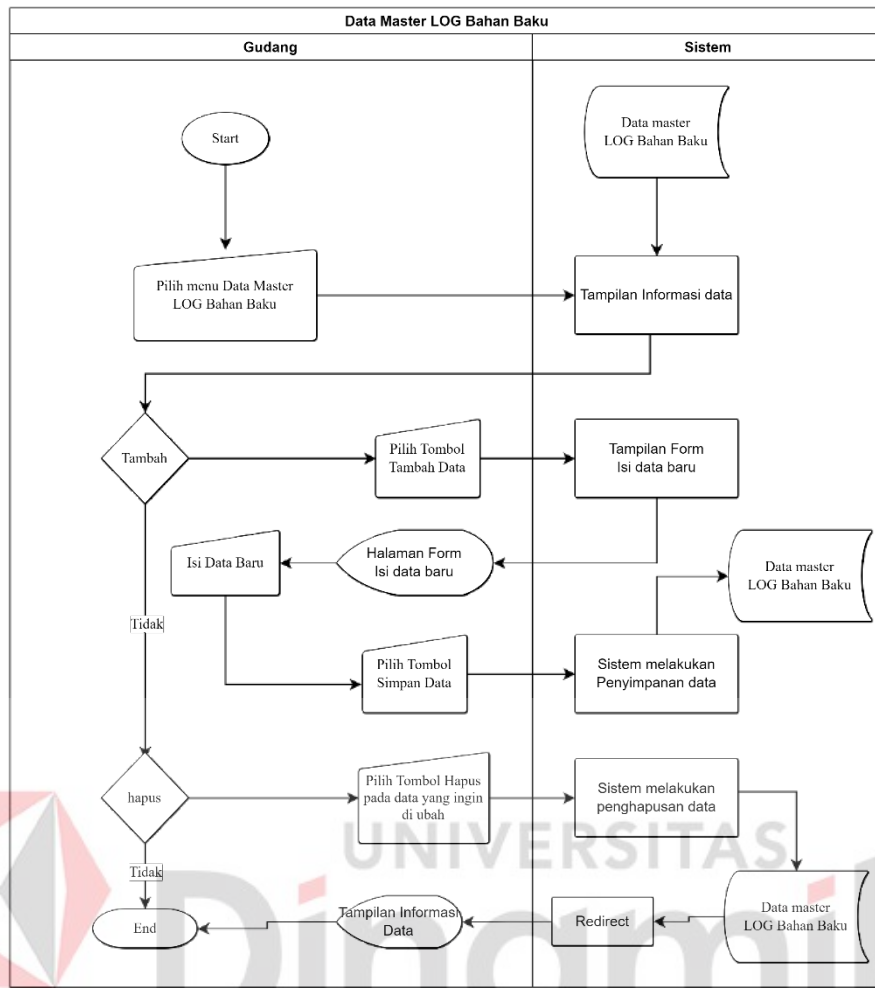 Data Master LOG Bahan Baku
Gudang
Sistem
Start
Data master
LOG Bahan Baku
Pilih menu Data Master
LOG Bahan Baku
Tampilan Informasi data
Tambah
Pilih Tombol
Tambah Data
Tampilan Form
Isi data baru
Isi Data Baru
Halaman Form
Isi data baru
Data master
LOG Bahan Baku
Tidak
Pilih Tombol
Simpan Data
Sistem melakukan
Penyimpanan data
hapus
Pilih Tombol Hapus
pada data yang ingin
di ubah
Sistem melakukan
penghapusan data
UNIVERSITAS
Tidak
End
Tampilan Informasi
Data
Redirect
Data master
LOG Bahan Baku